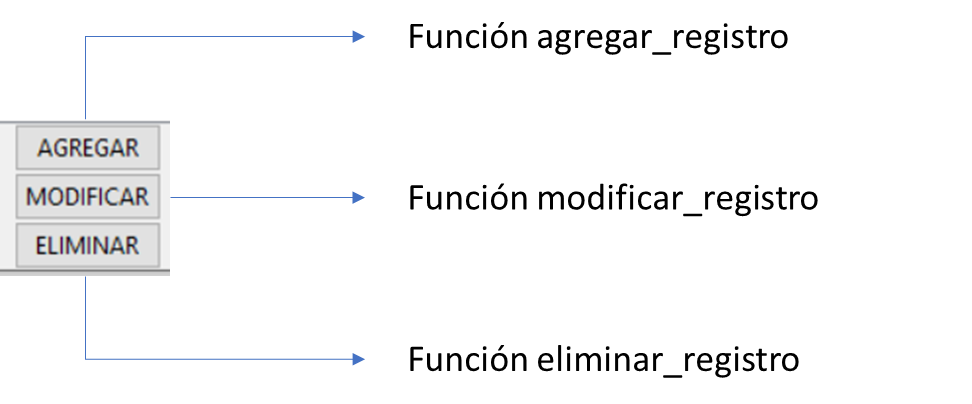 Función agregar_registro
AGREGAR
MODIFICAR
Función modificar_registro
ELIMINAR
Función eliminar_registro